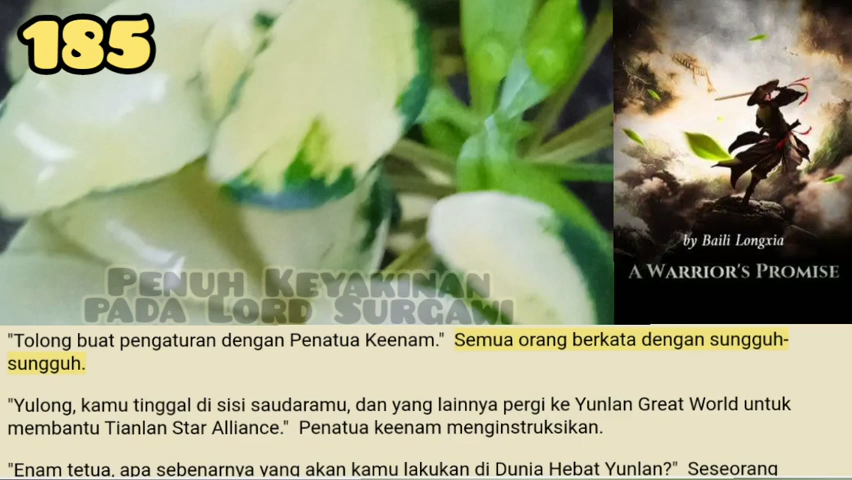 185
PENUH KEYAKINAN
PADA LORD SURGAWI
by Baili Longxia
A WARRIOR'S PROMISE
"Tolong buat pengaturan dengan Penatua Keenam." Semua orang berkata dengan sungguh-
sungguh.
"Yulong, kamu tinggal di sisi saudaramu, dan yang lainnya pergi ke Yunlan Great World untuk
membantu Tianlan Star Alliance." Penatua keenam menginstruksikan.
"Enam tetua, apa sebenarnya yang akan kamu lakukan di Dunia Hebat Yunlan?" Seseorang